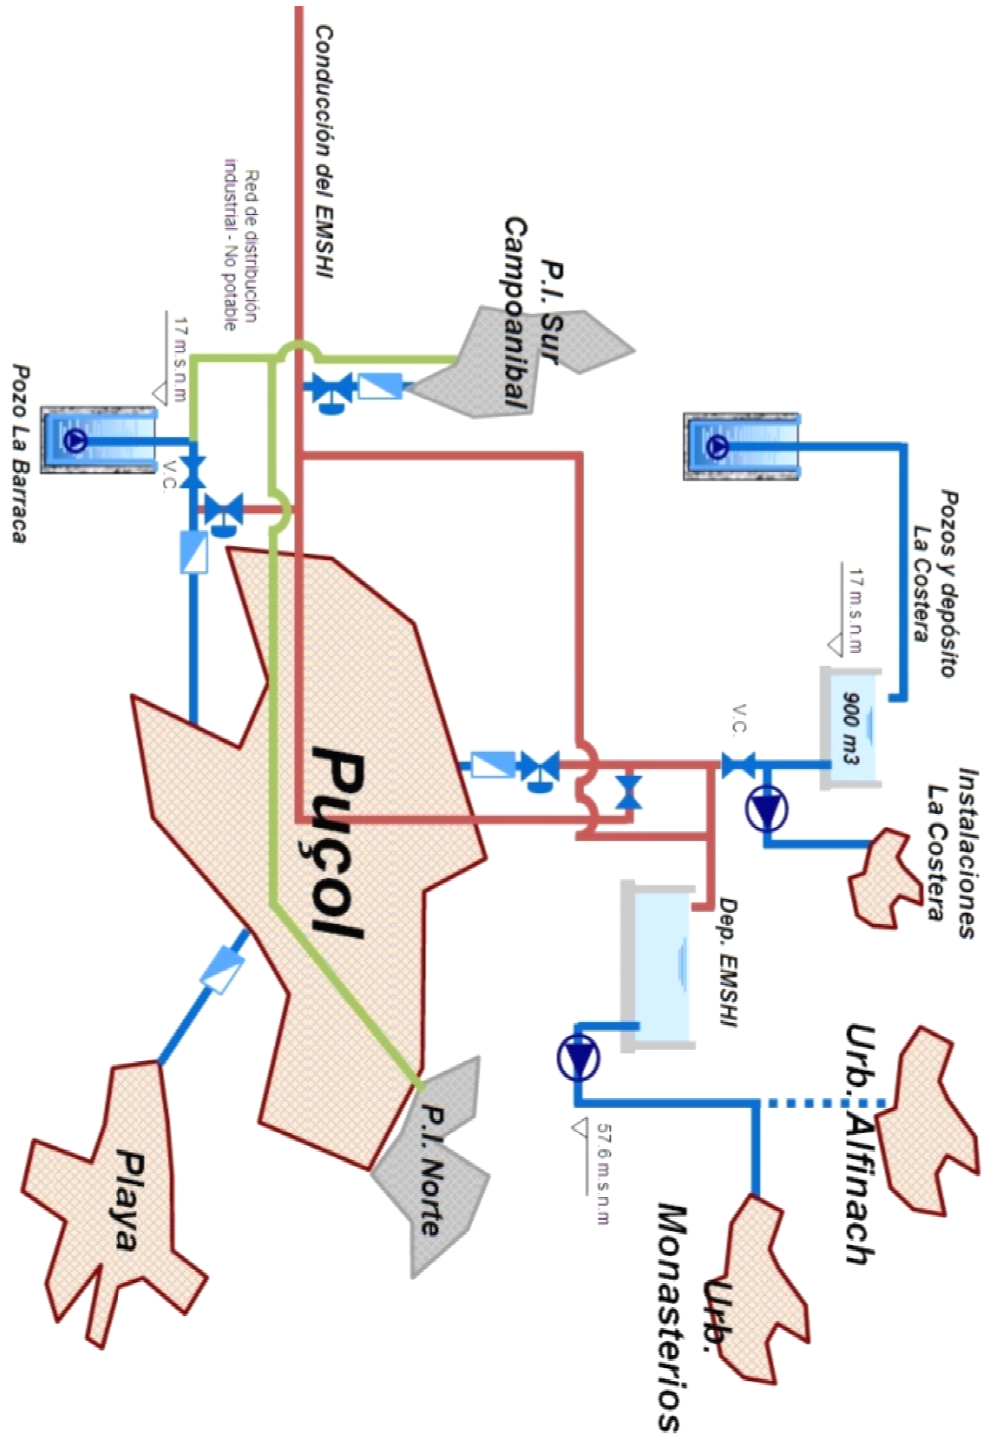 Pozos y depósito
La Costera
Instalaciones
La Costera
17 m.s.n.m
900 m3
Urb. Alfinach
V.C.
Dep. EMSHI
Urb.
Monasterios
57.6 m.s.n.m
P.I. Sur
Campoanibal
P.I. Norte
Conducción del EMSHI
Puçol
Red de distribución
industrial - No potable
17 m.s.n.m
V.C.
Playa
Pozo La Barraca